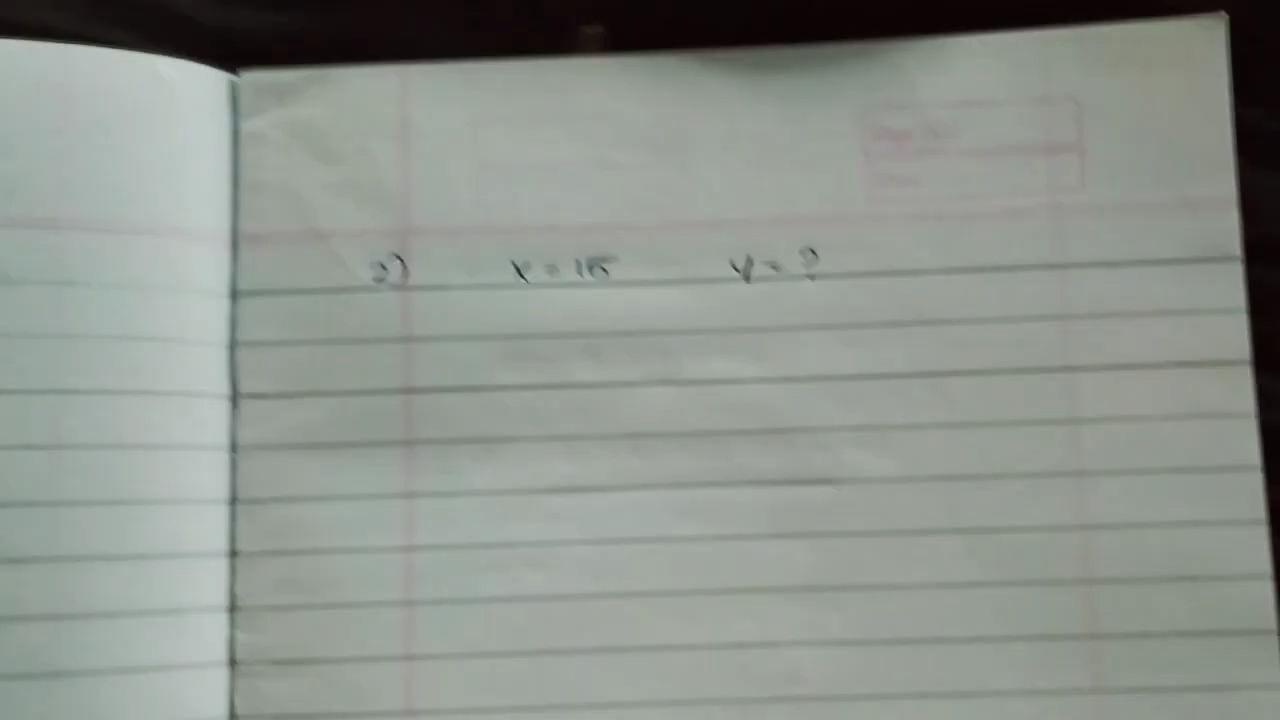 2) x = 15 y = ?